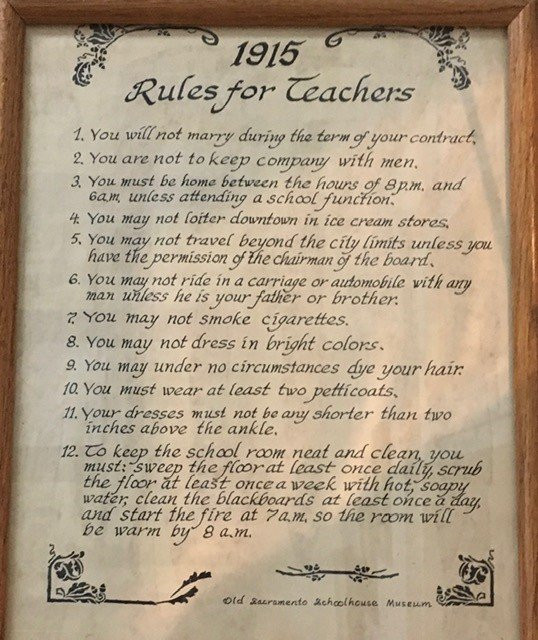 1915
Rules for Teachers
1. You will not marry during the term of your contract.
2. You are not to keep company with men.
3. You must be home between the hours of 8 p.m. and
6 a.m. unless attending a school function.
4. You may not loiter downtown in ice cream stores.
5. You may not travel beyond the city limits unless you
have the permission of the chairman of the board.
6. You may not ride in a carriage or automobile with any
man unless he is your father or brother.
7. You may not smoke cigarettes.
8. You may not dress in bright colors.
9. You may under no circumstances dye your hair.
10. You must wear at least two petticoats.
11. Your dresses must not be any shorter than two
inches above the ankle.
12. To keep the school room neat and clean, you
must: sweep the floor at least once daily, scrub
the floor at least once a week with hot, soapy
water, clean the blackboards at least once a day,
and start the fire at 7 a.m. so the room will
be warm by 8 a.m.
Old Sacramento Schoolhouse Museum